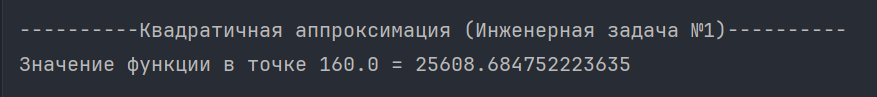 ----------Квадратичная аппроксимация (Инженерная задача №1)----------
Значение функции в точке 160.0 = 25608.684752223635